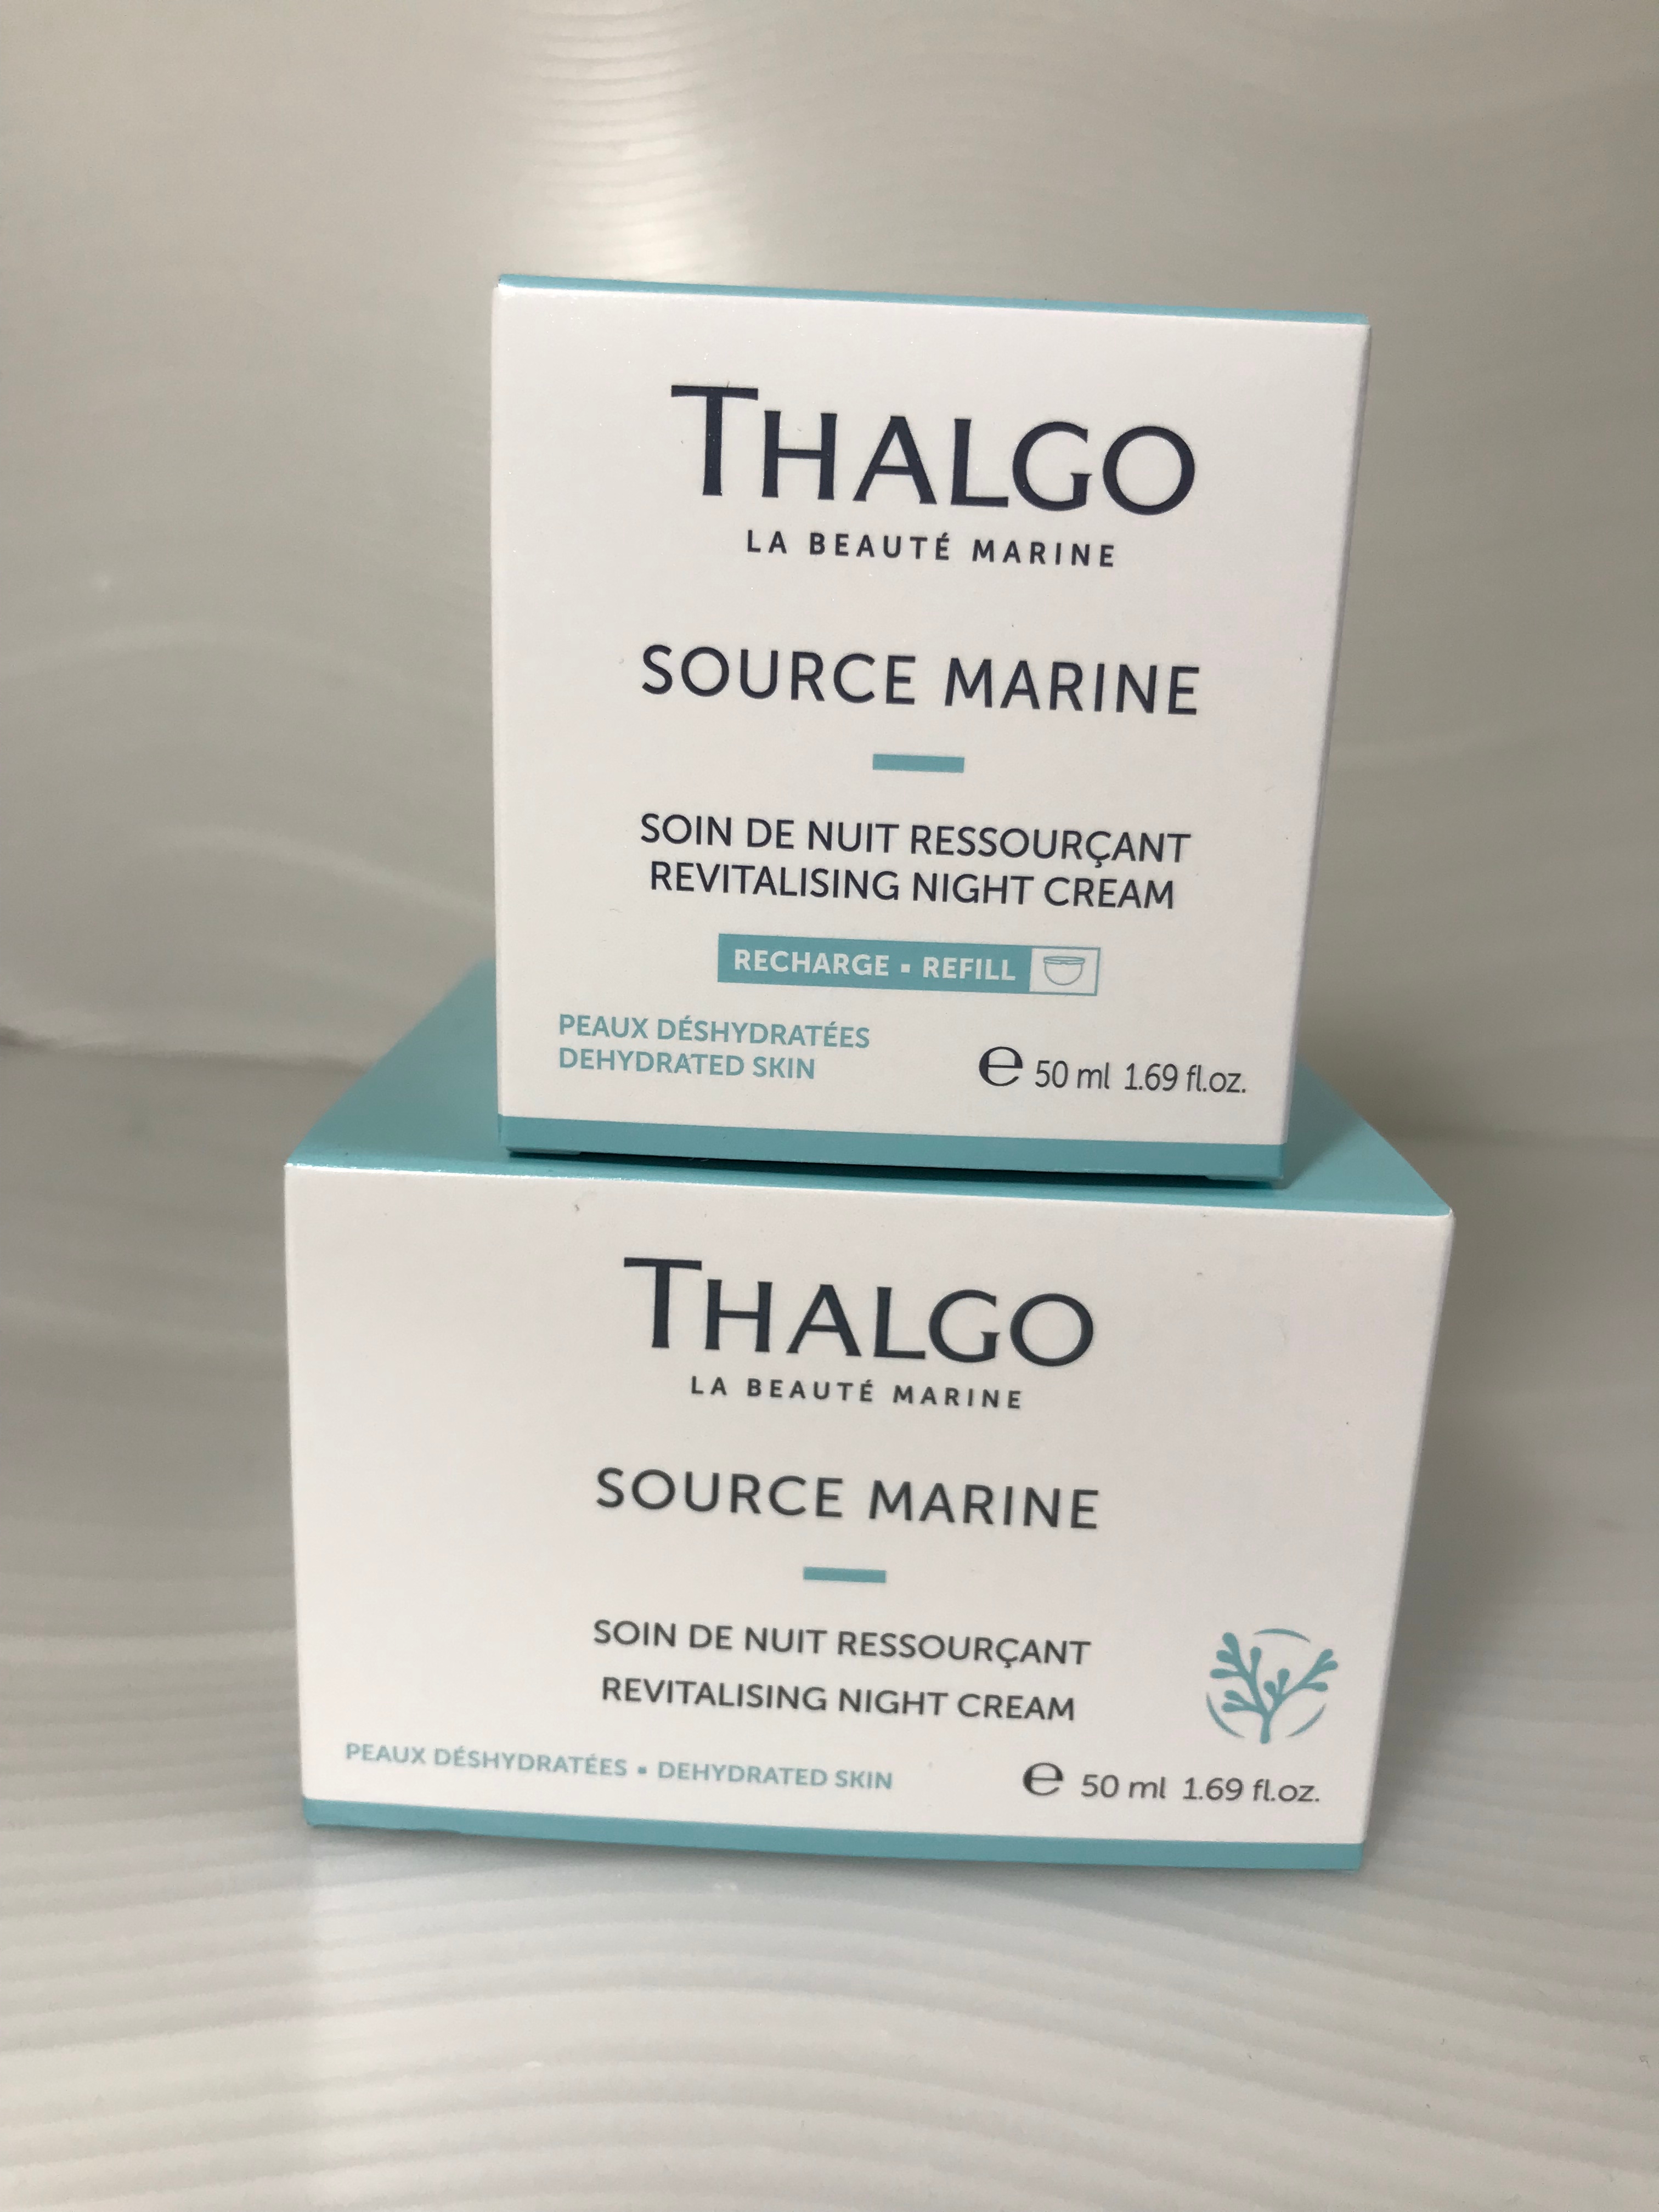 THALGO
LA BEAUTÉ MARINE
SOURCE MARINE
SOIN DE NUIT RESSOURÇANT
REVITALISING NIGHT CREAM
RECHARGE ▪ REFILL
PEAUX DÉSHYDRATÉES
DEHYDRATED SKIN
℮ 50 ml 1.69 fl.oz.
THALGO
LA BEAUTÉ MARINE
SOURCE MARINE
SOIN DE NUIT RESSOURÇANT
REVITALISING NIGHT CREAM
PEAUX DÉSHYDRATÉES ▪ DEHYDRATED SKIN
℮ 50 ml 1.69 fl.oz.